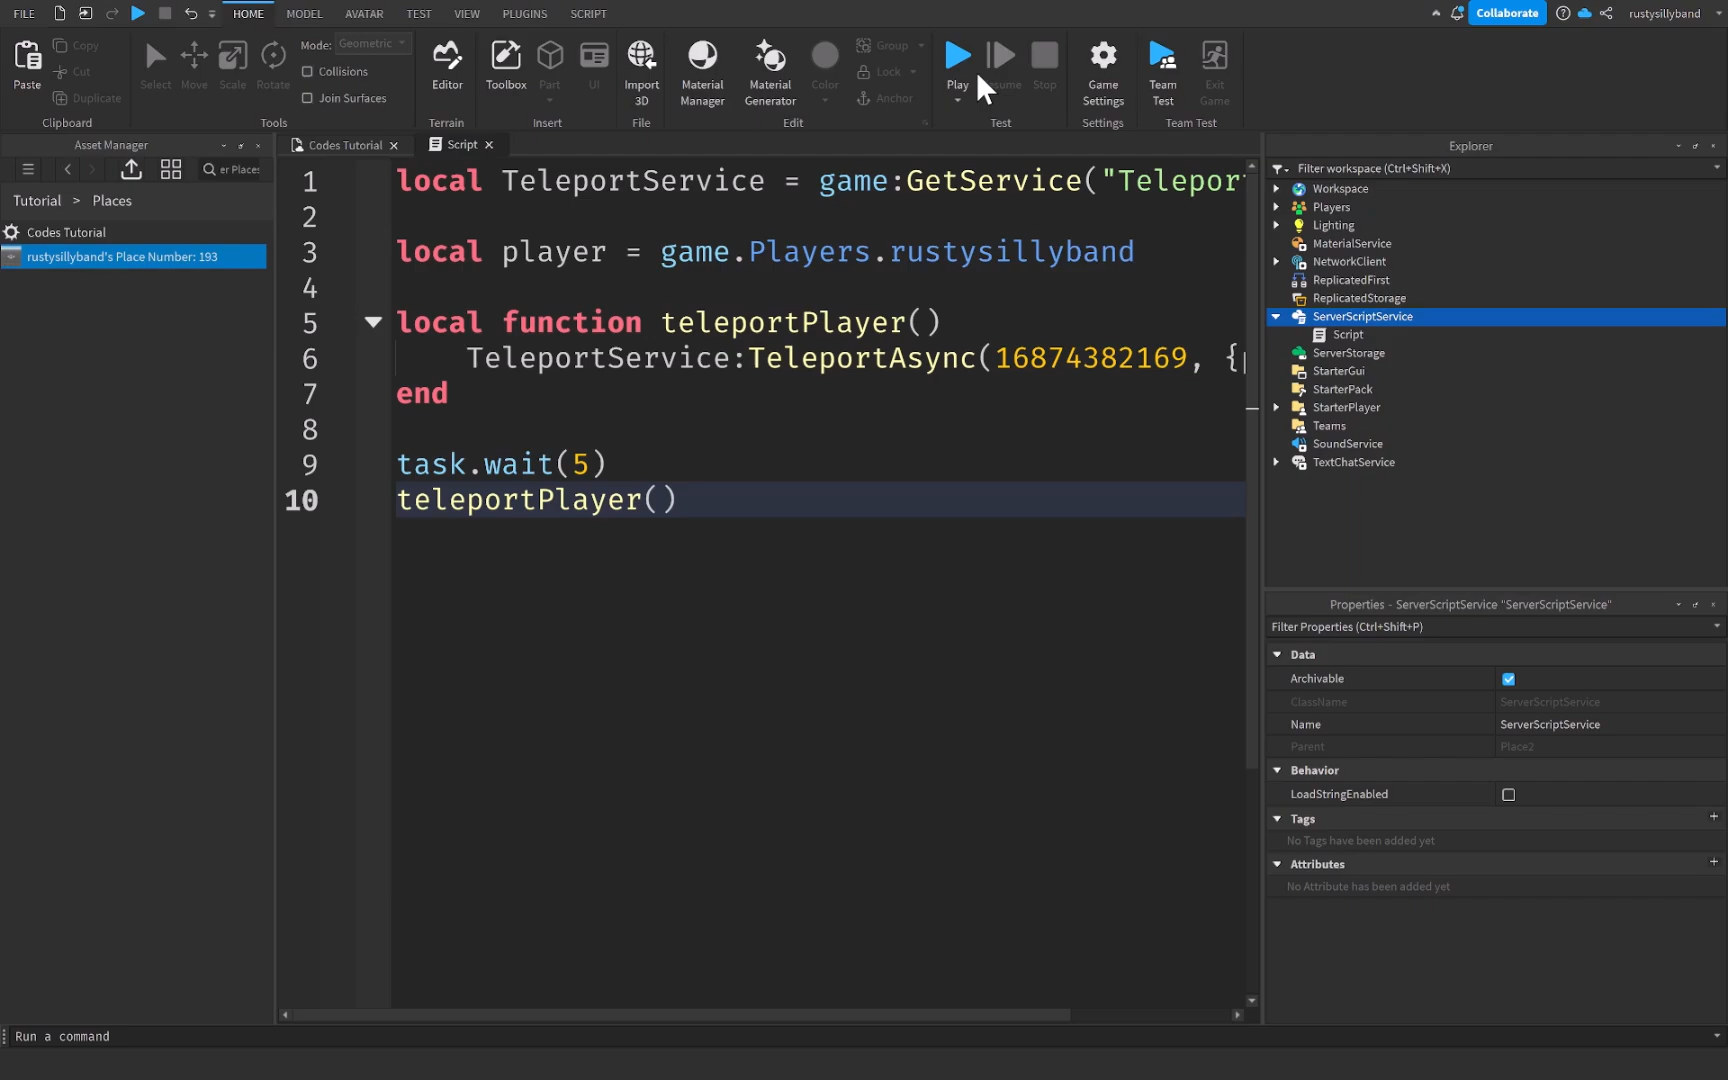 FILE HOME MODEL AVATAR TEST VIEW PLUGINS SCRIPT Collaborate rustysillyband
Paste Copy Cut Duplicate Clipboard
Select Move Scale Rotate Mode: Geometric Collisions Join Surfaces Tools
Editor Terrain
Toolbox Part UI Insert
Import 3D File
Material Manager Material Generator Color Group Lock Anchor Edit
Play Stop Test
Game Settings Settings
Team Test Exit Game Team Test
Asset Manager
er Places
Tutorial > Places
Codes Tutorial
rustysillyband's Place Number: 193
Codes Tutorial Script
1 local TeleportService = game:GetService("Telepor
2
3 local player = game.Players.rustysillyband
4
5 local function teleportPlayer()
6 TeleportService:TeleportAsync(16874382169, {
7 end
8
9 task.wait(5)
10 teleportPlayer()
Explorer
Filter workspace (Ctrl+Shift+X)
Workspace
Players
Lighting
MaterialService
NetworkClient
ReplicatedFirst
ReplicatedStorage
ServerScriptService
Script
ServerStorage
StarterGui
StarterPack
StarterPlayer
Teams
SoundService
TextChatService
Properties - ServerScriptService "ServerScriptService"
Filter Properties (Ctrl+Shift+P)
Data
Archivable
ClassName ServerScriptService
Name ServerScriptService
Parent Place2
Behavior
LoadStringEnabled
Tags
No Tags have been added yet
Attributes
No Attribute has been added yet
Run a command